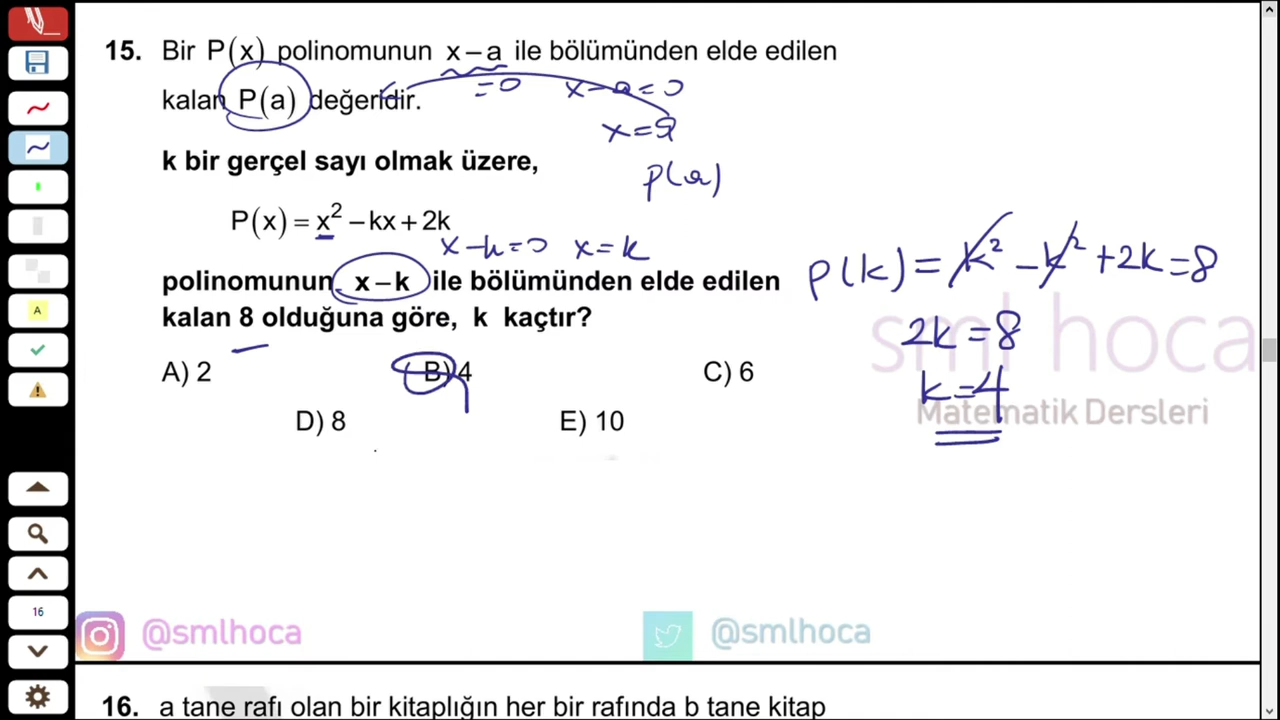 15. Bir P(x) polinomunun x – a ile bölümünden elde edilen
= 0 x – a = 0
kalan P(a) değeridir.
x = a
k bir gerçel sayı olmak üzere,
p(a)
P(x) = x² – kx + 2k
x – k = 0 x = k
polinomunun x – k ile bölümünden elde edilen
p(k) = k² – k² + 2k = 8
kalan 8 olduğuna göre, k kaçtır?
sml hoca
2k = 8
A) 2 B) 4 C) 6
k = 4
Matematik Dersleri
D) 8 E) 10
A
16
@smlhoca @smlhoca
16. a tane rafı olan bir kitaplığın her bir rafında b tane kitap